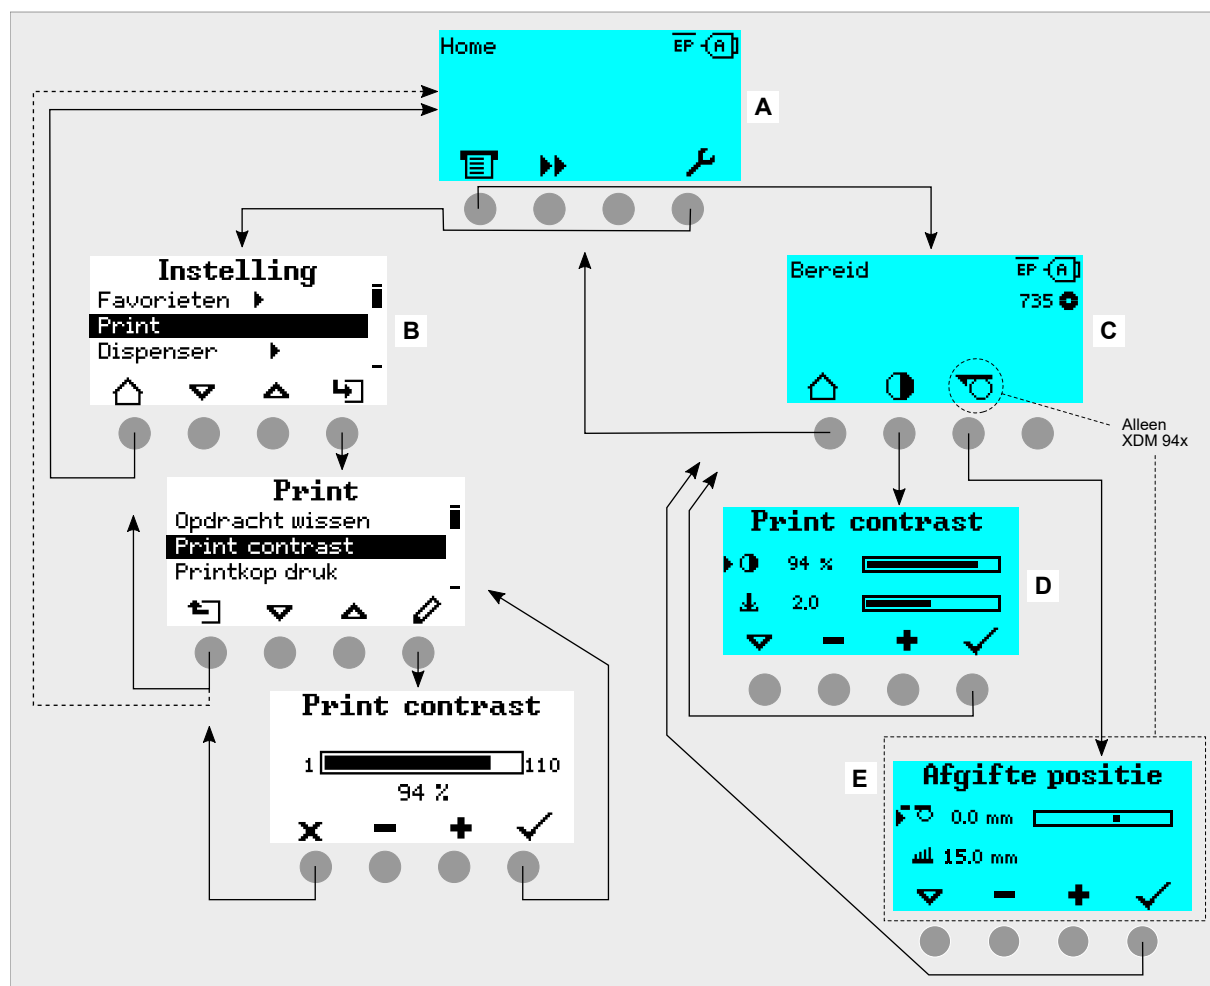 Home
EP A
A
Instelling
Favorieten
Print
Dispenser
B
Bereid
EP A
735
C
Alleen
XDM 94x
Print
Opdracht wissen
Print contrast
Printkop druk
Print contrast
94 %
2.0
D
Print contrast
1 110
94 %
E
Afgifte positie
0.0 mm
15.0 mm